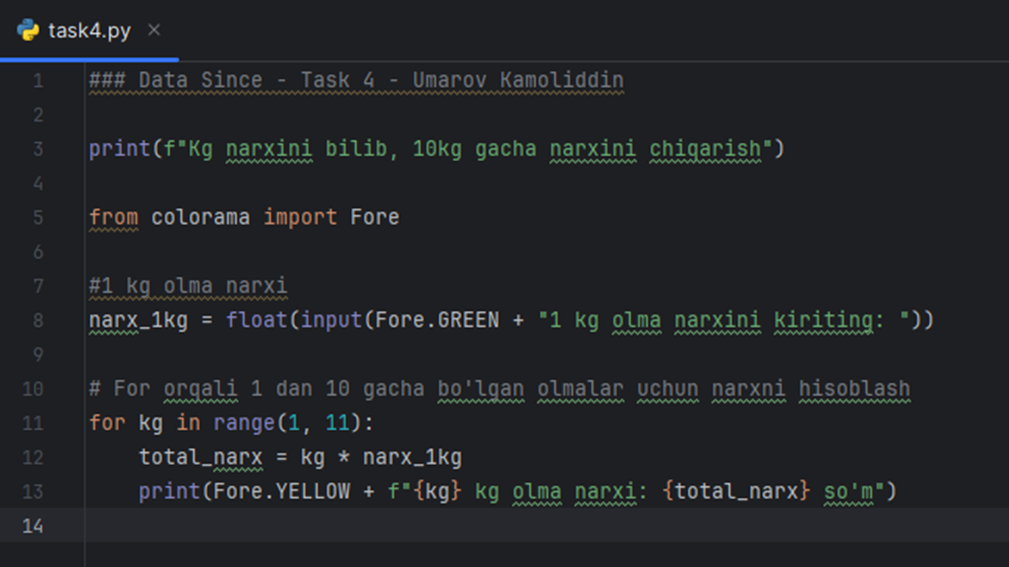 task4.py
1 ### Data Since - Task 4 - Umarov Kamoliddin
2
3 print(f"Kg narxini bilib, 10kg gacha narxini chiqarish")
4
5 from colorama import Fore
6
7 #1 kg olma narxi
8 narx_1kg = float(input(Fore.GREEN + "1 kg olma narxini kiriting: "))
9
10 # For orqali 1 dan 10 gacha bo'lgan olmalar uchun narxni hisoblash
11 for kg in range(1, 11):
12     total_narx = kg * narx_1kg
13     print(Fore.YELLOW + f"{kg} kg olma narxi: {total_narx} so'm")
14